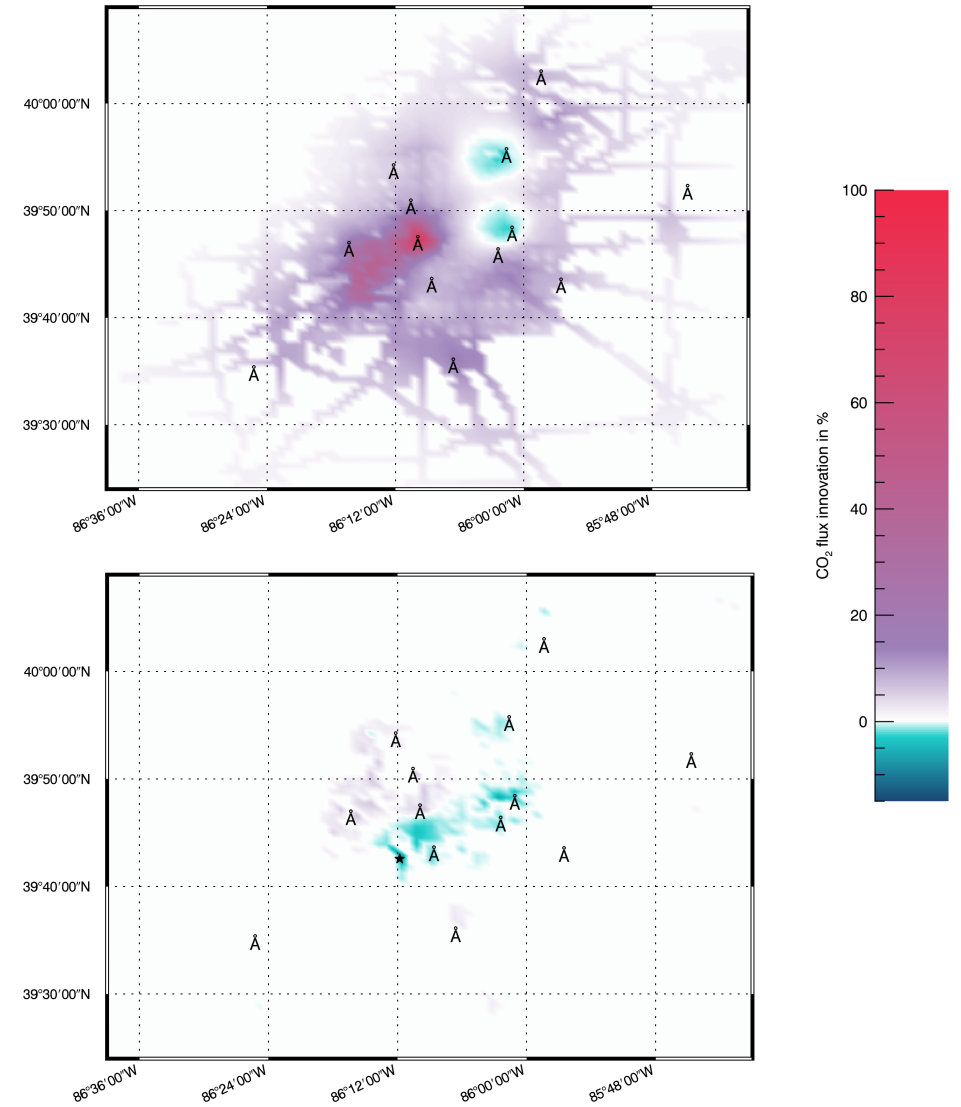 40°00'00"N
39°50'00"N
39°40'00"N
39°30'00"N
86°36'00"W
86°24'00"W
86°12'00"W
86°00'00"W
85°48'00"W
Å
Å
Å
Å
Å
Å
Å
Å
Å
Å
Å
Å
Å
40°00'00"N
39°50'00"N
39°40'00"N
39°30'00"N
86°36'00"W
86°24'00"W
86°12'00"W
86°00'00"W
85°48'00"W
Å
Å
Å
Å
Å
Å
Å
Å
Å
Å
Å
Å
Å
100
80
60
40
20
0
CO₂ flux innovation in %